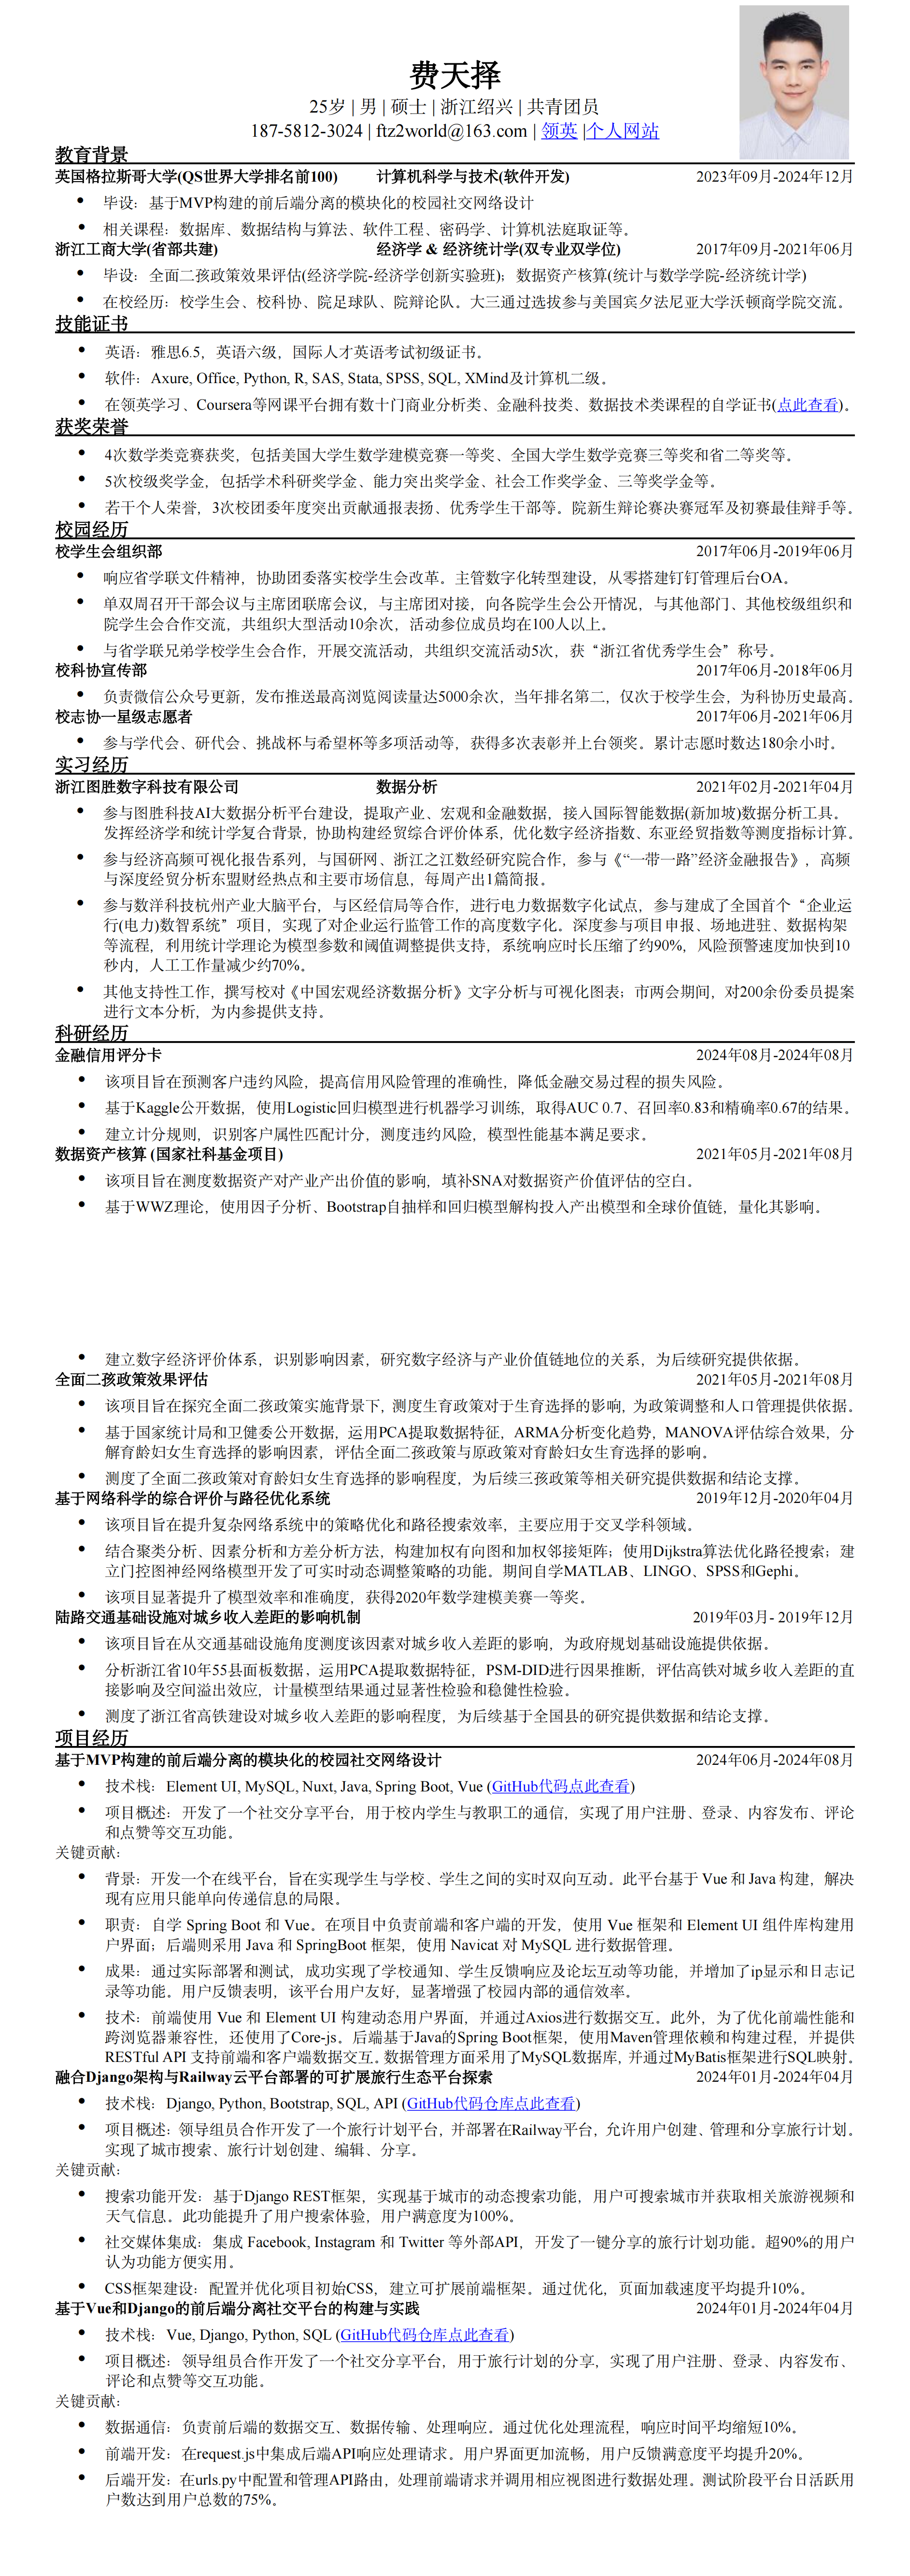 费天择
25岁 | 男 | 硕士 | 浙江绍兴 | 共青团员
187-5812-3024 | ftz2world@163.com | 领英 |个人网站
教育背景
英国格拉斯哥大学(QS世界大学排名前100) 计算机科学与技术(软件开发) 2023年09月-2024年12月
• 毕设：基于MVP构建的前后端分离的模块化的校园社交网络设计
• 相关课程：数据库、数据结构与算法、软件工程、密码学、计算机法庭取证等。
浙江工商大学(省部共建) 经济学 & 经济统计学(双专业双学位) 2017年09月-2021年06月
• 毕设：全面二孩政策效果评估(经济学院-经济学创新实验班)；数据资产核算(统计与数学学院-经济统计学)
• 在校经历：校学生会、校科协、院足球队、院辩论队。大三通过选拔参与美国宾夕法尼亚大学沃顿商学院交流。
技能证书
• 英语：雅思6.5，英语六级，国际人才英语考试初级证书。
• 软件：Axure, Office, Python, R, SAS, Stata, SPSS, SQL, XMind及计算机二级。
• 在领英学习、Coursera等网课平台拥有数十门商业分析类、金融科技类、数据技术类课程的自学证书(点此查看)。
获奖荣誉
• 4次数学类竞赛获奖，包括美国大学生数学建模竞赛一等奖、全国大学生数学竞赛三等奖和省二等奖等。
• 5次校级奖学金，包括学术科研奖学金、能力突出奖学金、社会工作奖学金、三等奖学金等。
• 若干个人荣誉，3次校团委年度突出贡献通报表扬、优秀学生干部等。院新生辩论赛决赛冠军及初赛最佳辩手等。
校园经历
校学生会组织部 2017年06月-2019年06月
• 响应省学联文件精神，协助团委落实校学生会改革。主管数字化转型建设，从零搭建钉钉管理后台OA。
• 单双周召开干部会议与主席团联席会议，与主席团对接，向各院学生会公开情况，与其他部门、其他校级组织和
院学生会合作交流，共组织大型活动10余次，活动参位成员均在100人以上。
• 与省学联兄弟学校学生会合作，开展交流活动，共组织交流活动5次，获“浙江省优秀学生会”称号。
校科协宣传部 2017年06月-2018年06月
• 负责微信公众号更新，发布推送最高浏览阅读量达5000余次，当年排名第二，仅次于校学生会，为科协历史最高。
校志协一星级志愿者 2017年06月-2021年06月
• 参与学代会、研代会、挑战杯与希望杯等多项活动等，获得多次表彰并上台领奖。累计志愿时数达180余小时。
实习经历
浙江图胜数字科技有限公司 数据分析 2021年02月-2021年04月
• 参与图胜科技AI大数据分析平台建设，提取产业、宏观和金融数据，接入国际智能数据(新加坡)数据分析工具。
发挥经济学和统计学复合背景，协助构建经贸综合评价体系，优化数字经济指数、东亚经贸指数等测度指标计算。
• 参与经济高频可视化报告系列，与国研网、浙江之江数经研究院合作，参与《“一带一路”经济金融报告》，高频
与深度经贸分析东盟财经热点和主要市场信息，每周产出1篇简报。
• 参与数洋科技杭州产业大脑平台，与区经信局等合作，进行电力数据数字化试点，参与建成了全国首个“企业运
行(电力)数智系统”项目，实现了对企业运行监管工作的高度数字化。深度参与项目申报、场地进驻、数据构架
等流程，利用统计学理论为模型参数和阈值调整提供支持，系统响应时长压缩了约90%，风险预警速度加快到10
秒内，人工工作量减少约70%。
• 其他支持性工作，撰写校对《中国宏观经济数据分析》文字分析与可视化图表；市两会期间，对200余份委员提案
进行文本分析，为内参提供支持。
科研经历
金融信用评分卡 2024年08月-2024年08月
• 该项目旨在预测客户违约风险，提高信用风险管理的准确性，降低金融交易过程的损失风险。
• 基于Kaggle公开数据，使用Logistic回归模型进行机器学习训练，取得AUC 0.7、召回率0.83和精确率0.67的结果。
• 建立计分规则，识别客户属性匹配计分，测度违约风险，模型性能基本满足要求。
数据资产核算 (国家社科基金项目) 2021年05月-2021年08月
• 该项目旨在测度数据资产对产业产出价值的影响，填补SNA对数据资产价值评估的空白。
• 基于WWZ理论，使用因子分析、Bootstrap自抽样和回归模型解构投入产出模型和全球价值链，量化其影响。
• 建立数字经济评价体系，识别影响因素，研究数字经济与产业价值链地位的关系，为后续研究提供依据。
全面二孩政策效果评估 2021年05月-2021年08月
• 该项目旨在探究全面二孩政策实施背景下，测度生育政策对于生育选择的影响，为政策调整和人口管理提供依据。
• 基于国家统计局和卫健委公开数据，运用PCA提取数据特征，ARMA分析变化趋势，MANOVA评估综合效果，分
解育龄妇女生育选择的影响因素，评估全面二孩政策与原政策对育龄妇女生育选择的影响。
• 测度了全面二孩政策对育龄妇女生育选择的影响程度，为后续三孩政策等相关研究提供数据和结论支撑。
基于网络科学的综合评价与路径优化系统 2019年12月-2020年04月
• 该项目旨在提升复杂网络系统中的策略优化和路径搜索效率，主要应用于交叉学科领域。
• 结合聚类分析、因素分析和方差分析方法，构建加权有向图和加权邻接矩阵；使用Dijkstra算法优化路径搜索；建
立门控图神经网络模型开发了可实时动态调整策略的功能。期间自学MATLAB、LINGO、SPSS和Gephi。
• 该项目显著提升了模型效率和准确度，获得2020年数学建模美赛一等奖。
陆路交通基础设施对城乡收入差距的影响机制 2019年03月- 2019年12月
• 该项目旨在从交通基础设施角度测度该因素对城乡收入差距的影响，为政府规划基础设施提供依据。
• 分析浙江省10年55县面板数据、运用PCA提取数据特征，PSM-DID进行因果推断，评估高铁对城乡收入差距的直
接影响及空间溢出效应，计量模型结果通过显著性检验和稳健性检验。
• 测度了浙江省高铁建设对城乡收入差距的影响程度，为后续基于全国县的研究提供数据和结论支撑。
项目经历
基于MVP构建的前后端分离的模块化的校园社交网络设计 2024年06月-2024年08月
• 技术栈：Element UI, MySQL, Nuxt, Java, Spring Boot, Vue (GitHub代码点此查看)
• 项目概述：开发了一个社交分享平台，用于校内学生与教职工的通信，实现了用户注册、登录、内容发布、评论
和点赞等交互功能。
关键贡献：
• 背景：开发一个在线平台，旨在实现学生与学校、学生之间的实时双向互动。此平台基于 Vue 和 Java 构建，解决
现有应用只能单向传递信息的局限。
• 职责：自学 Spring Boot 和 Vue。在项目中负责前端和客户端的开发，使用 Vue 框架和 Element UI 组件库构建用
户界面；后端则采用 Java 和 SpringBoot 框架，使用 Navicat 对 MySQL 进行数据管理。
• 成果：通过实际部署和测试，成功实现了学校通知、学生反馈响应及论坛互动等功能，并增加了ip显示和日志记
录等功能。用户反馈表明，该平台用户友好，显著增强了校园内部的通信效率。
• 技术：前端使用 Vue 和 Element UI 构建动态用户界面，并通过Axios进行数据交互。此外，为了优化前端性能和
跨浏览器兼容性，还使用了Core-js。后端基于Java的Spring Boot框架，使用Maven管理依赖和构建过程，并提供
RESTful API 支持前端和客户端数据交互。数据管理方面采用了MySQL数据库，并通过MyBatis框架进行SQL映射。
融合Django架构与Railway云平台部署的可扩展旅行生态平台探索 2024年01月-2024年04月
• 技术栈：Django, Python, Bootstrap, SQL, API (GitHub代码仓库点此查看)
• 项目概述：领导组员合作开发了一个旅行计划平台，并部署在Railway平台，允许用户创建、管理和分享旅行计划。
实现了城市搜索、旅行计划创建、编辑、分享。
关键贡献：
• 搜索功能开发：基于Django REST框架，实现基于城市的动态搜索功能，用户可搜索城市并获取相关旅游视频和
天气信息。此功能提升了用户搜索体验，用户满意度为100%。
• 社交媒体集成：集成 Facebook, Instagram 和 Twitter 等外部API，开发了一键分享的旅行计划功能。超90%的用户
认为功能方便实用。
• CSS框架建设：配置并优化项目初始CSS，建立可扩展前端框架。通过优化，页面加载速度平均提升10%。
基于Vue和Django的前后端分离社交平台的构建与实践 2024年01月-2024年04月
• 技术栈：Vue, Django, Python, SQL (GitHub代码仓库点此查看)
• 项目概述：领导组员合作开发了一个社交分享平台，用于旅行计划的分享，实现了用户注册、登录、内容发布、
评论和点赞等交互功能。
关键贡献：
• 数据通信：负责前后端的数据交互、数据传输、处理响应。通过优化处理流程，响应时间平均缩短10%。
• 前端开发：在request.js中集成后端API响应处理请求。用户界面更加流畅，用户反馈满意度平均提升20%。
• 后端开发：在urls.py中配置和管理API路由，处理前端请求并调用相应视图进行数据处理。测试阶段平台日活跃用
户数达到用户总数的75%。